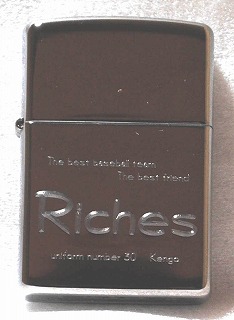 The best baseball team
The best friend
Riches
uniform number 30 Kengo